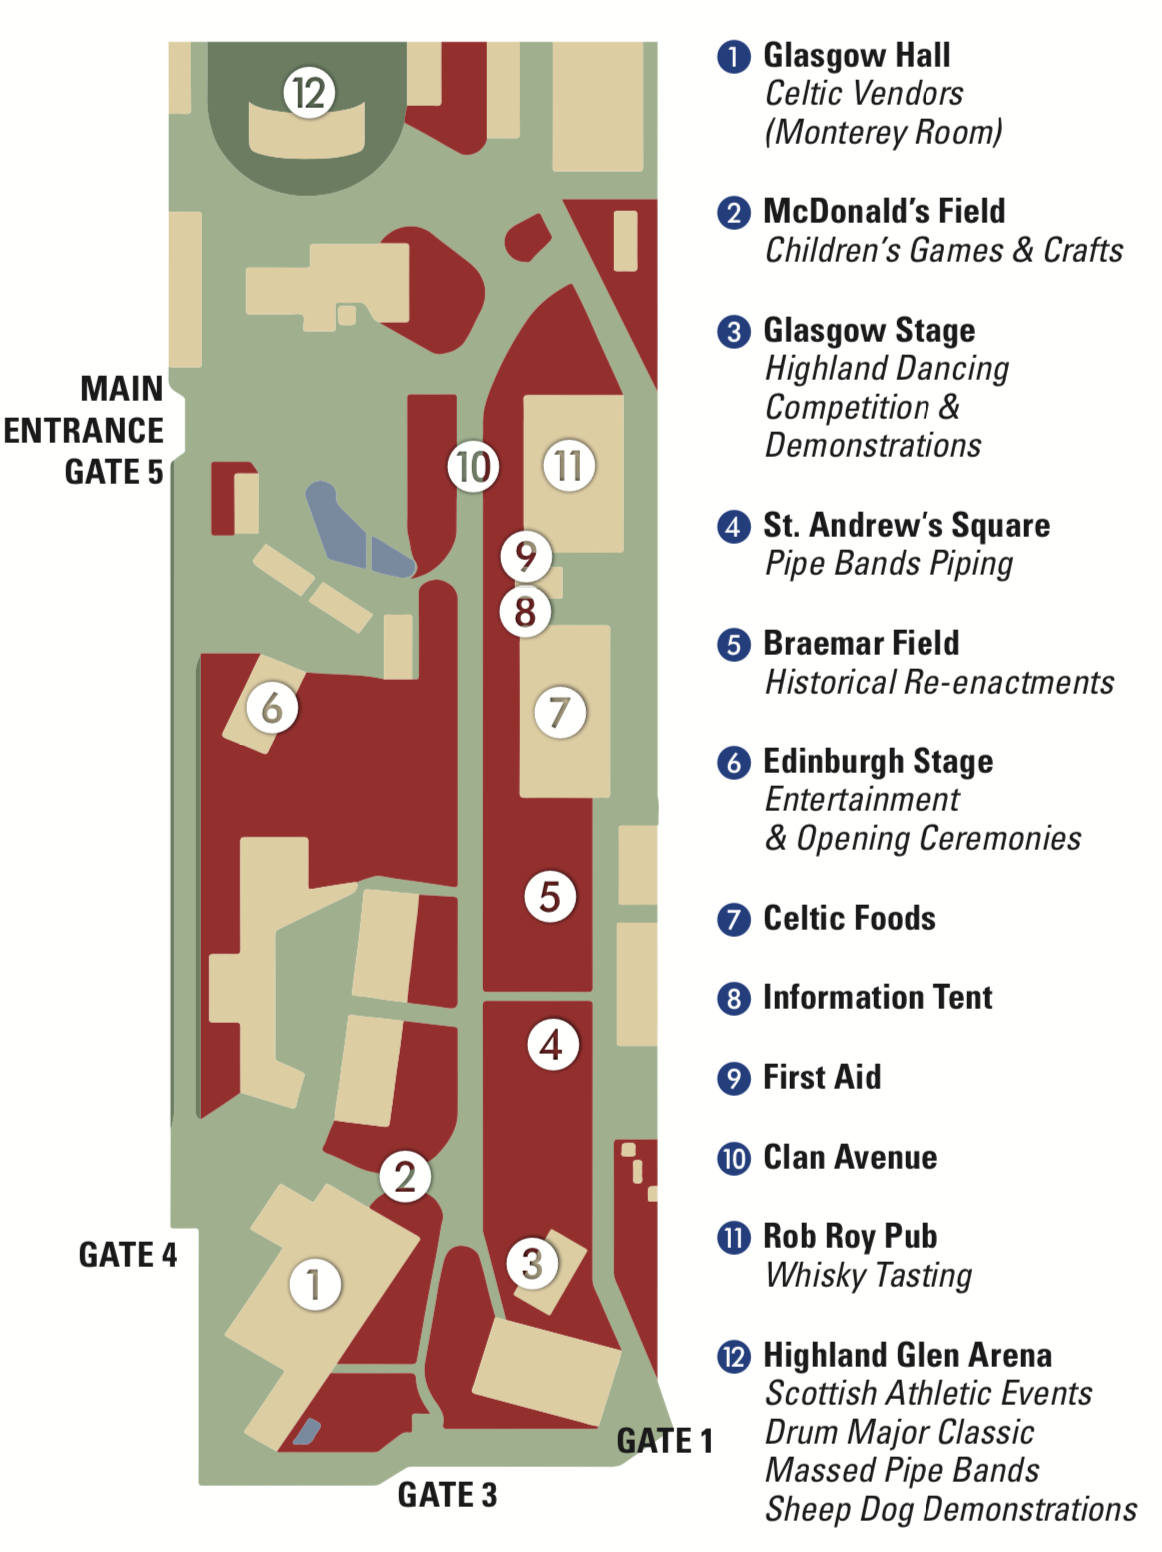 12
MAIN
ENTRANCE
GATE 5
10
11
9
8
6
7
5
4
2
3
1
GATE 4
GATE 1
GATE 3
1 Glasgow Hall
Celtic Vendors
(Monterey Room)
2 McDonald's Field
Children's Games & Crafts
3 Glasgow Stage
Highland Dancing
Competition &
Demonstrations
4 St. Andrew's Square
Pipe Bands Piping
5 Braemar Field
Historical Re-enactments
6 Edinburgh Stage
Entertainment
& Opening Ceremonies
7 Celtic Foods
8 Information Tent
9 First Aid
10 Clan Avenue
11 Rob Roy Pub
Whisky Tasting
12 Highland Glen Arena
Scottish Athletic Events
Drum Major Classic
Massed Pipe Bands
Sheep Dog Demonstrations